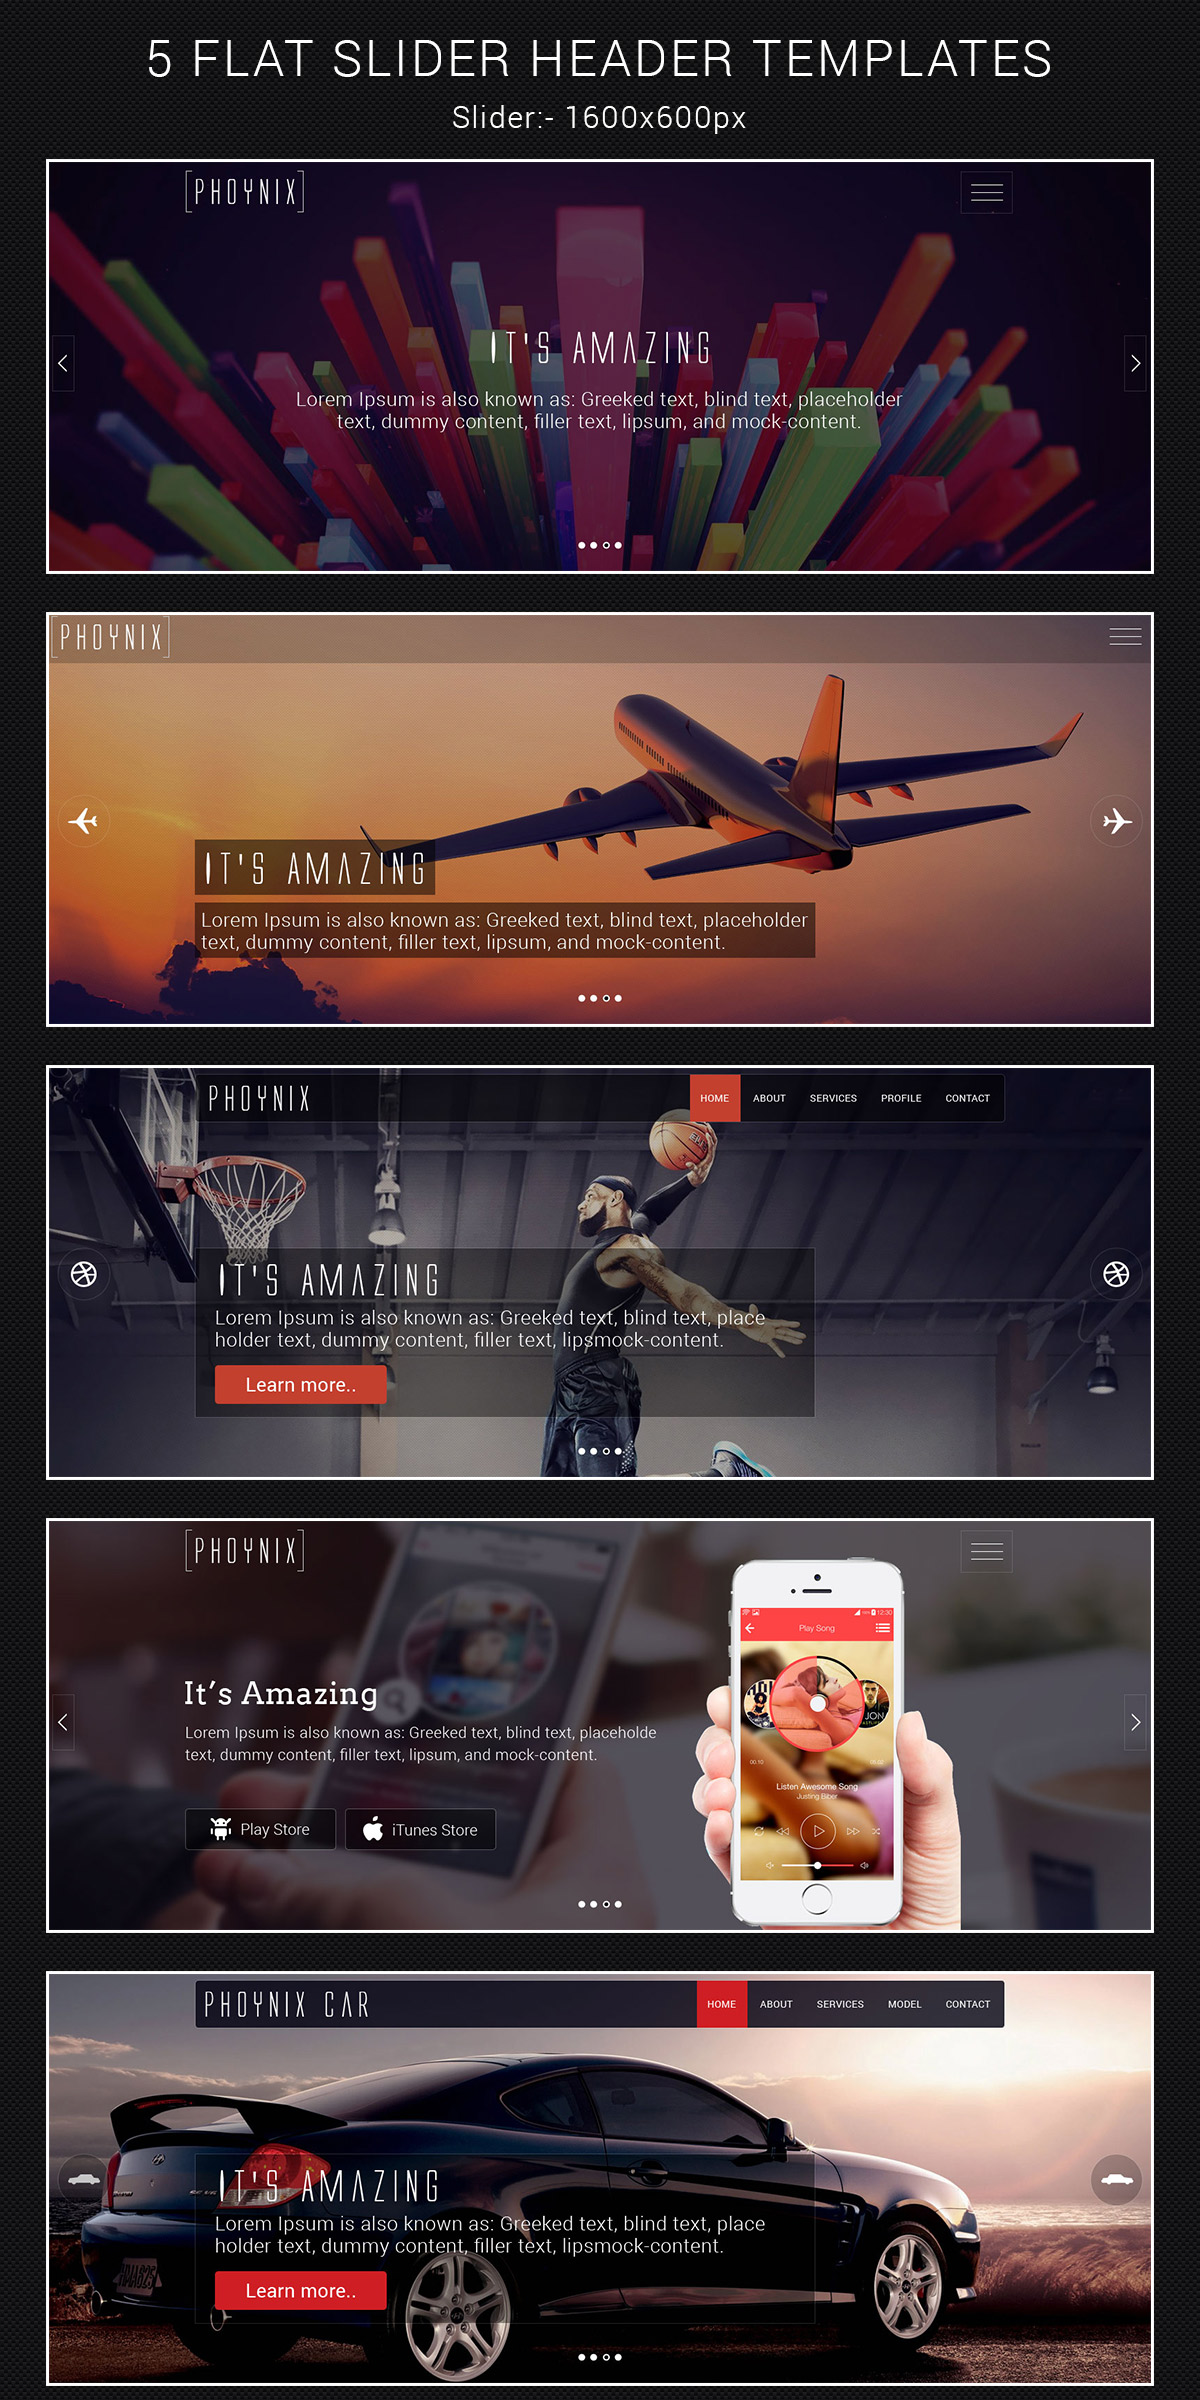 5 FLAT SLIDER HEADER TEMPLATES
Slider:- 1600x600px
[PHOYNIX]
IT'S AMAZING
Lorem Ipsum is also known as: Greeked text, blind text, placeholder
text, dummy content, filler text, lipsum, and mock-content.
[PHOYNIX]
IT'S AMAZING
Lorem Ipsum is also known as: Greeked text, blind text, placeholder
text, dummy content, filler text, lipsum, and mock-content.
PHOYNIX
HOME ABOUT SERVICES PROFILE CONTACT
IT'S AMAZING
Lorem Ipsum is also known as: Greeked text, blind text, place
holder text, dummy content, filler text, lipsmock-content.
Learn more..
[PHOYNIX]
12:30
Play Song
It's Amazing
Lorem Ipsum is also known as: Greeked text, blind text, placeholde
text, dummy content, filler text, lipsum, and mock-content.
JON
00.10
Listen Awesome Song
Justing Biber
Play Store
iTunes Store
PHOYNIX CAR
HOME ABOUT SERVICES MODEL CONTACT
IT'S AMAZING
Lorem Ipsum is also known as: Greeked text, blind text, place
holder text, dummy content, filler text, lipsmock-content.
Learn more..